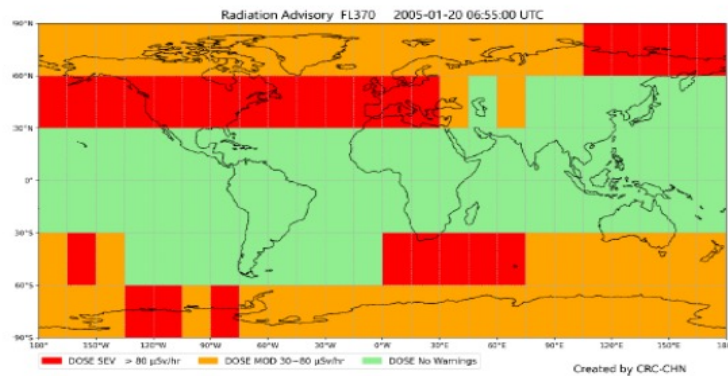 Radiation Advisory FL370 2005-01-20 06:55:00 UTC
90°N
60°N
30°N
0°
30°S
60°S
90°S
180° 150°W 120°W 90°W 60°W 30°W 0°W 30°E 60°E 90°E 120°E 150°E 180°
DOSE SEV > 80 μSv/hr DOSE MOD 30~80 μSv/hr DOSE No Warnings
Created by CRC-CHN